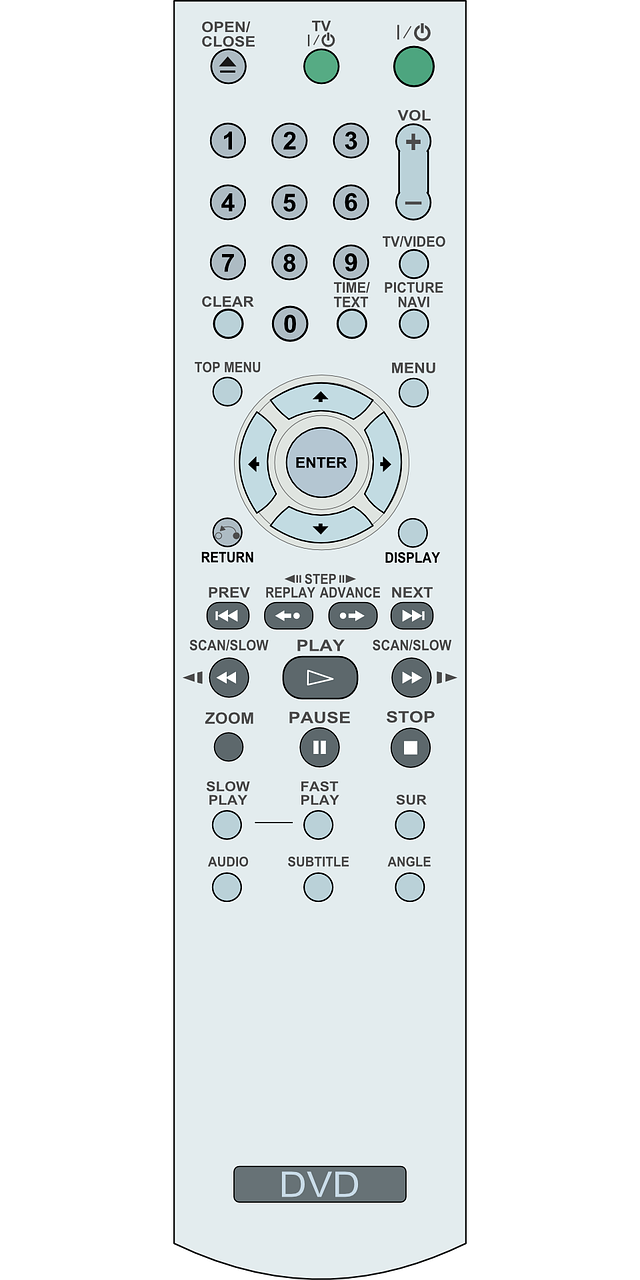 OPEN/
CLOSE
TV
I/⏻
I/⏻
VOL
1
2
3
+
4
5
6
−
TV/VIDEO
7
8
9
CLEAR
TIME/
TEXT
PICTURE
NAVI
0
TOP MENU
MENU
ENTER
RETURN
DISPLAY
STEP
PREV
REPLAY
ADVANCE
NEXT
SCAN/SLOW
PLAY
SCAN/SLOW
ZOOM
PAUSE
STOP
SLOW
PLAY
FAST
PLAY
SUR
AUDIO
SUBTITLE
ANGLE
DVD